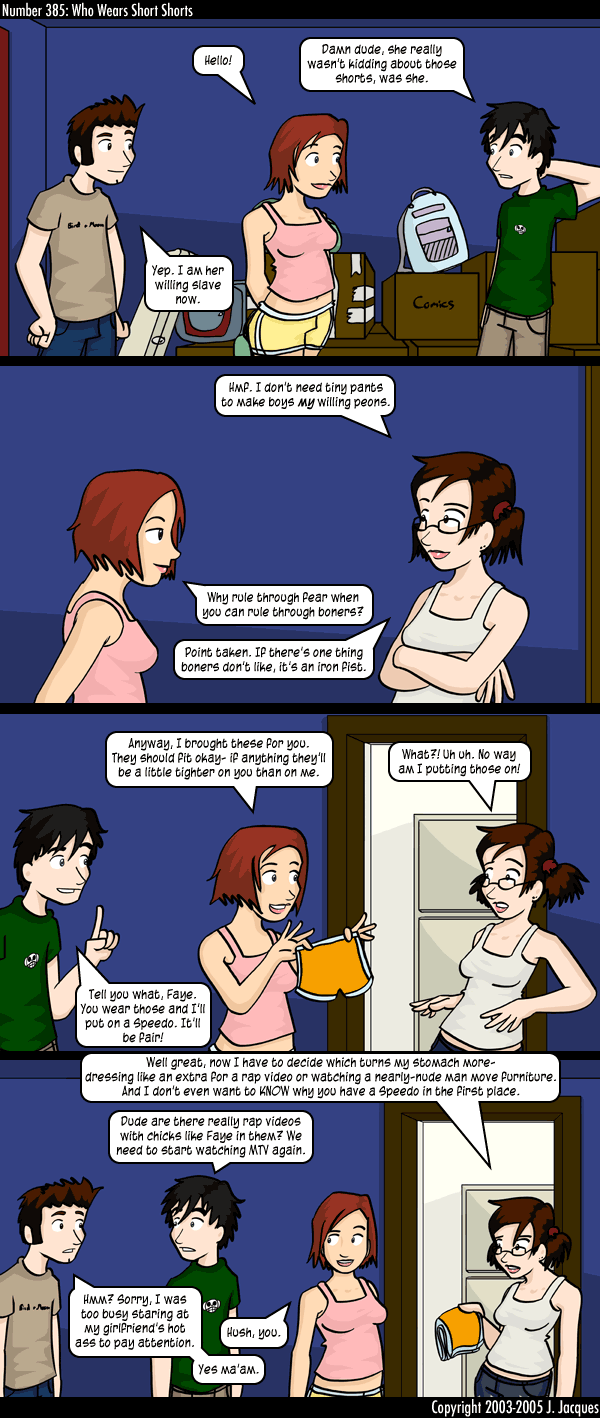 Number 385: Who Wears Short Shorts
Hello!
Damn dude, she really
wasn't kidding about those
shorts, was she.
Yep. I am her
willing slave
now.
Bird + Moon
Comics
Hmf. I don't need tiny pants
to make boys my willing peons.
Why rule through fear when
you can rule through boners?
Point taken. If there's one thing
boners don't like, it's an iron fist.
Anyway, I brought these for you.
They should fit okay- if anything they'll
be a little tighter on you than on me.
What?! Uh uh. No way
am I putting those on!
Tell you what, Faye.
You wear those and I'll
put on a Speedo. It'll
be fair!
Well great, now I have to decide which turns my stomach more-
dressing like an extra for a rap video or watching a nearly-nude man move furniture.
And I don't even want to KNOW why you have a Speedo in the first place.
Dude are there really rap videos
with chicks like Faye in them? We
need to start watching MTV again.
Bird + Moon
Hmm? Sorry, I was
too busy staring at
my girlfriend's hot
ass to pay attention.
Hush, you.
Yes ma'am.
Copyright 2003-2005 J. Jacques